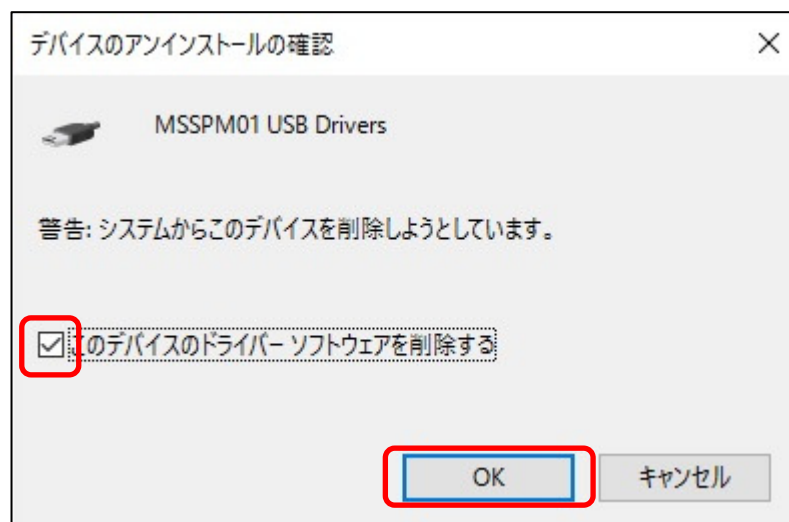 デバイスのアンインストールの確認
MSSPM01 USB Drivers
警告: システムからこのデバイスを削除しようとしています。
このデバイスのドライバー ソフトウェアを削除する
OK
キャンセル